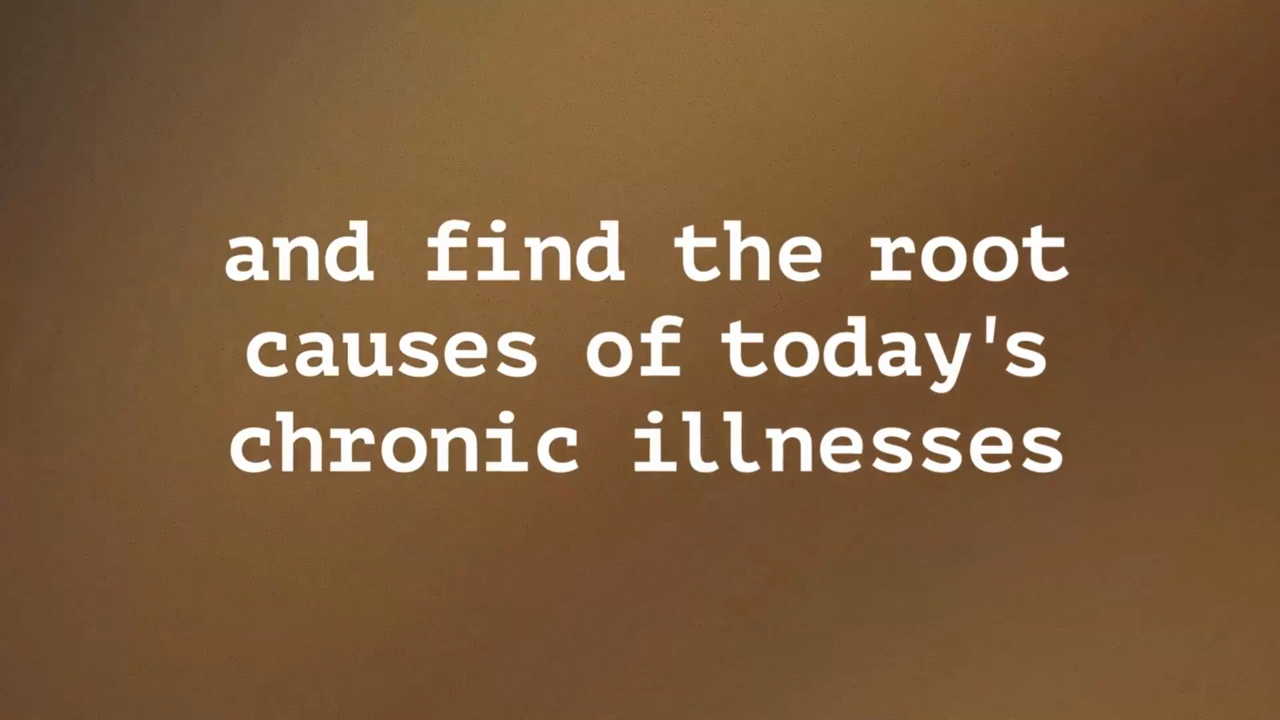 and find the root
causes of today's
chronic illnesses